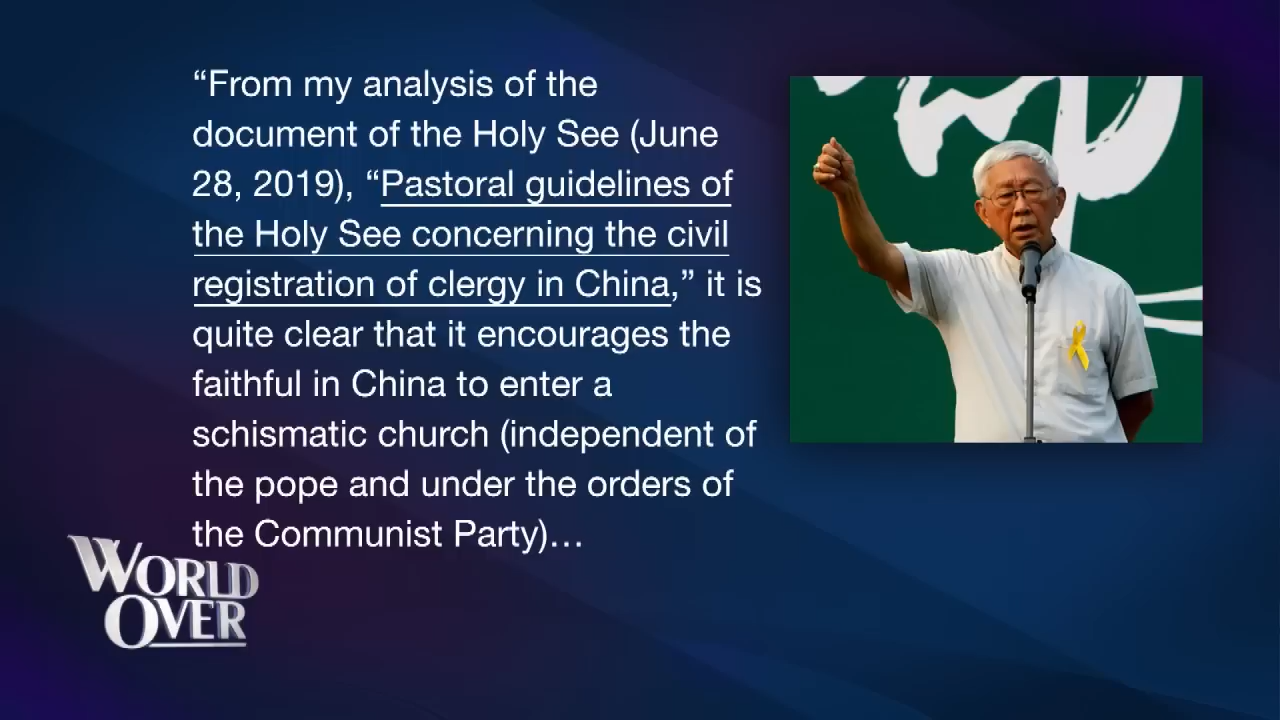 “From my analysis of the
document of the Holy See (June
28, 2019), “Pastoral guidelines of
the Holy See concerning the civil
registration of clergy in China,” it is
quite clear that it encourages the
faithful in China to enter a
schismatic church (independent of
the pope and under the orders of
the Communist Party)…
WORLD
OVER